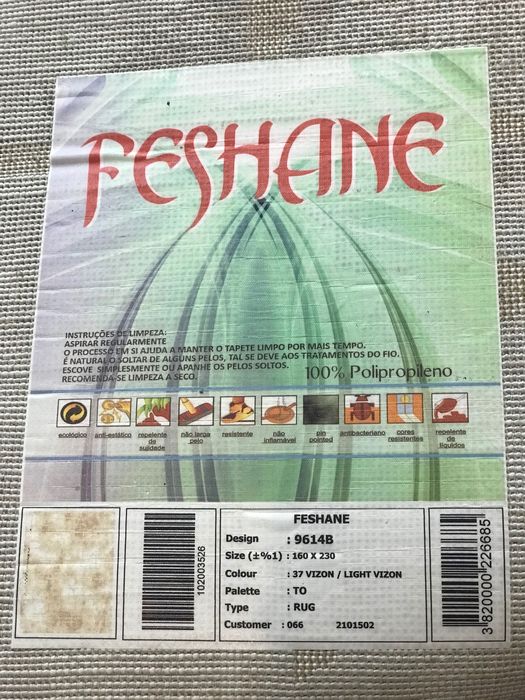 FESHANE
INSTRUÇÕES DE LIMPEZA:
ASPIRAR REGULARMENTE
O PROCESSO EM SI AJUDA A MANTER O TAPETE LIMPO POR MAIS TEMPO.
É NATURAL O SOLTAR DE ALGUNS PELOS, TAL SE DEVE AOS TRATAMENTOS DO FIO.
ESCOVE SIMPLESMENTE OU APANHE OS PELOS SOLTOS.
RECOMENDA-SE LIMPEZA A SECO.
100% Polipropileno
ecológico
anti-estático
repelente
de
sujidade
não larga
pelo
resistente
não
inflamável
pin
pointed
antibacteriano
cores
resistentes
repelente
de
líquidos
102003526
FESHANE
Design : 9614B
Size (±%1) : 160 X 230
Colour : 37 VIZON / LIGHT VIZON
Palette : TO
Type : RUG
Customer : 066 2101502
3 820000 226685